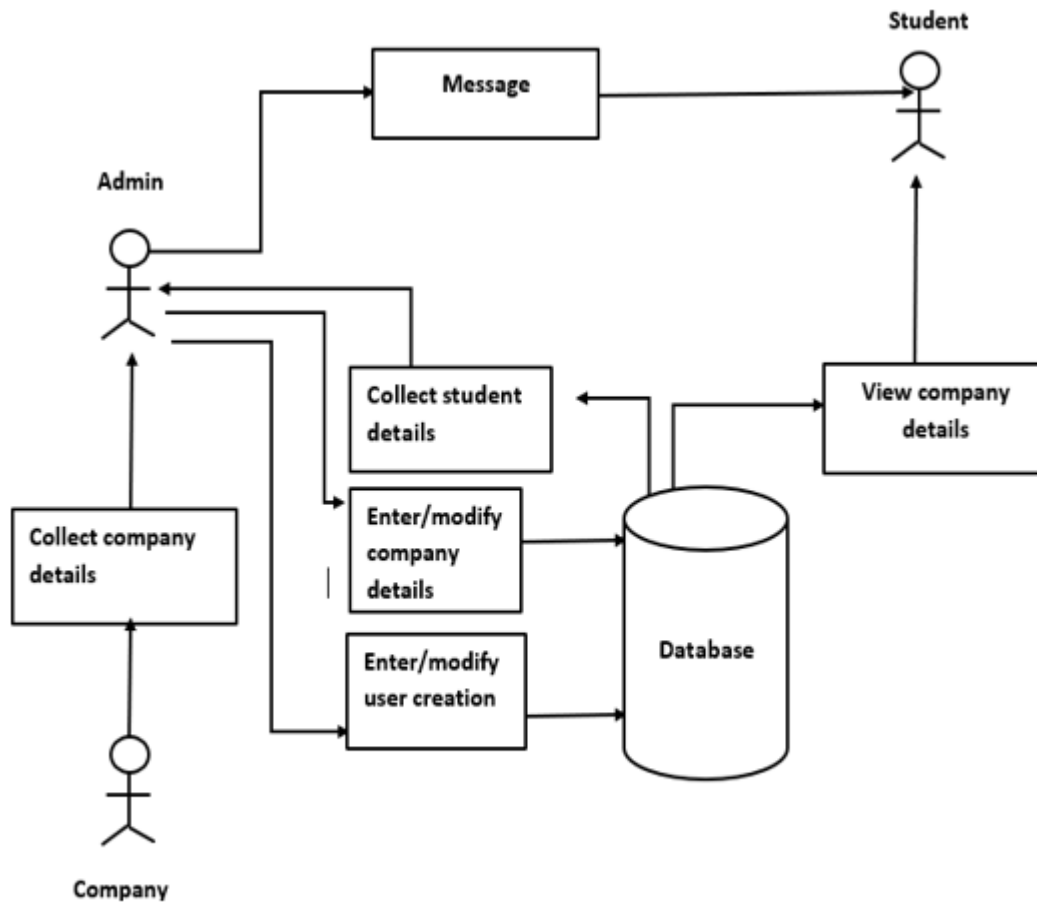 Student
Message
Admin
Collect student
details
View company
details
Enter/modify
company
details
Collect company
details
Enter/modify
user creation
Database
Company